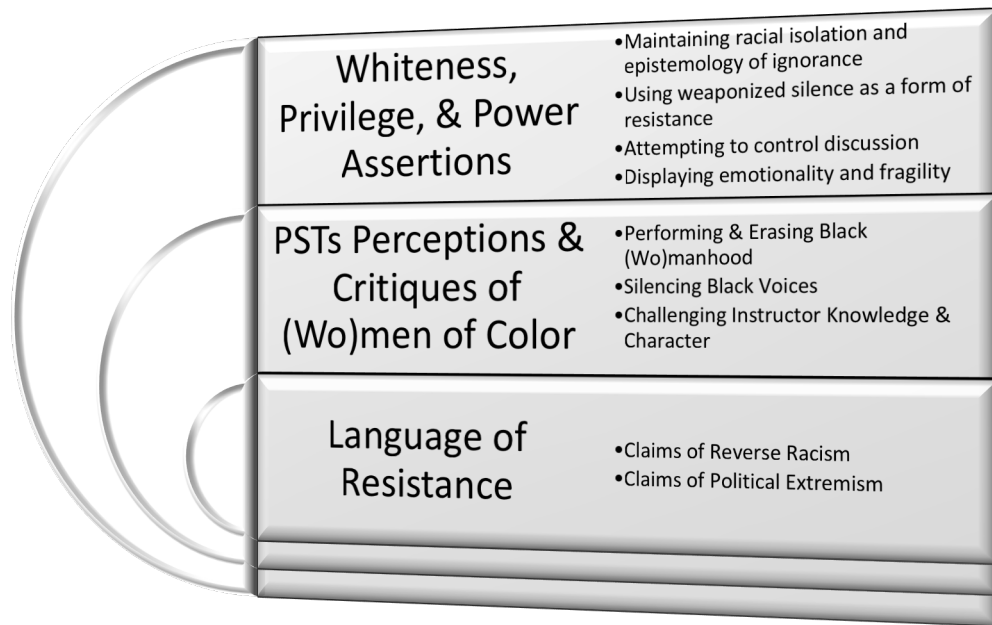 Whiteness,
Privilege, & Power
Assertions
•Maintaining racial isolation and
epistemology of ignorance
•Using weaponized silence as a form of
resistance
•Attempting to control discussion
•Displaying emotionality and fragility
PSTs Perceptions &
Critiques of
(Wo)men of Color
•Performing & Erasing Black
(Wo)manhood
•Silencing Black Voices
•Challenging Instructor Knowledge &
Character
Language of
Resistance
•Claims of Reverse Racism
•Claims of Political Extremism